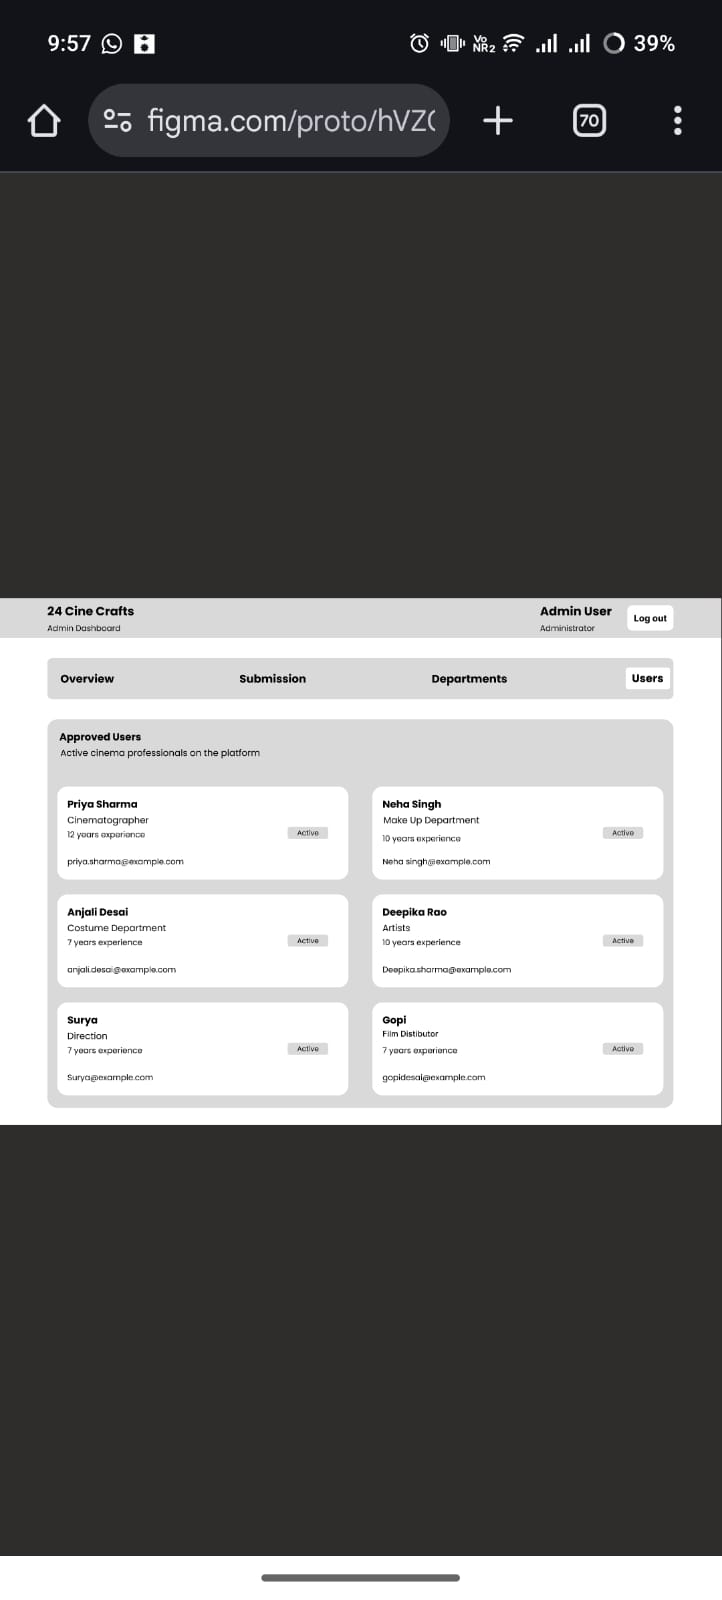 9:57
Vo
NR2
39%
figma.com/proto/hVZ
70
24 Cine Crafts
Admin Dashboard
Admin User
Administrator
Log out
Overview
Submission
Departments
Users
Approved Users
Active cinema professionals on the platform
Priya Sharma
Cinematographer
12 years experience
Active
priya.sharma@example.com
Neha Singh
Make Up Department
10 years experience
Active
Neha singh@example.com
Anjali Desai
Costume Department
7 years experience
Active
anjali.desai@example.com
Deepika Rao
Artists
10 years experience
Active
Deepika.sharma@example.com
Surya
Direction
7 years experience
Active
Surya@example.com
Gopi
Film Distibutor
7 years experience
Active
gopidesai@example.com